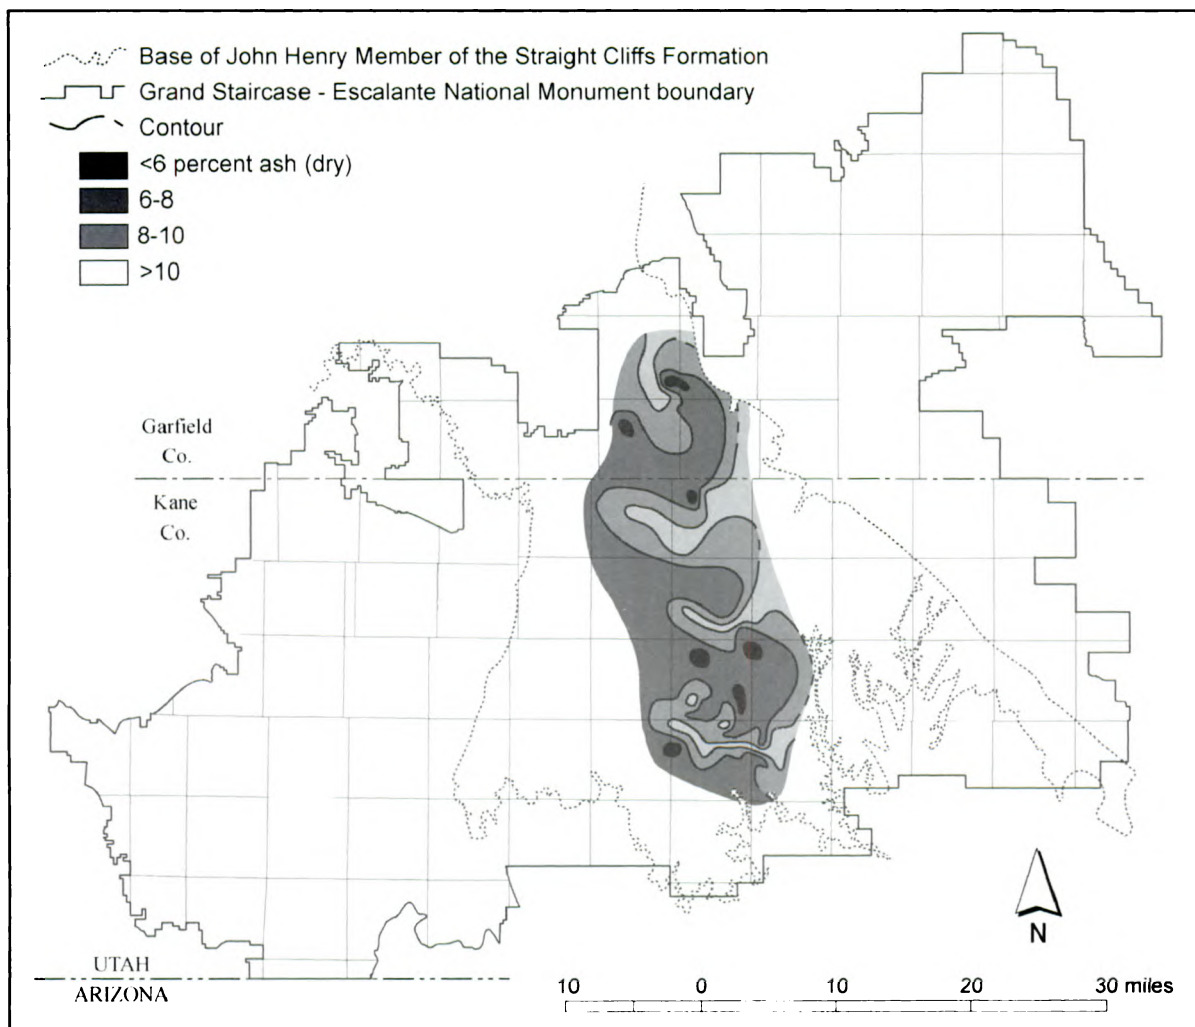 Base of John Henry Member of the Straight Cliffs Formation
Grand Staircase - Escalante National Monument boundary
Contour
<6 percent ash (dry)
6-8
8-10
>10
Garfield
Co.
Kane
Co.
N
UTAH
ARIZONA
10 0 10 20 30 miles